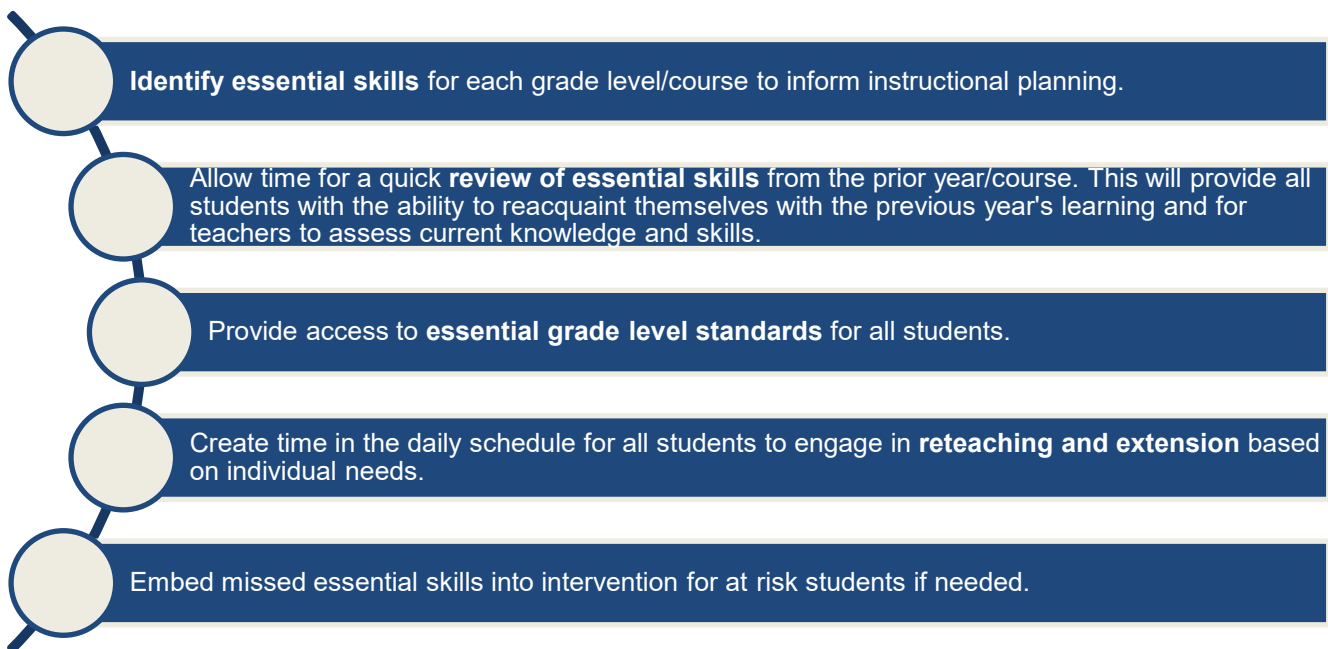 Identify essential skills for each grade level/course to inform instructional planning.
Allow time for a quick review of essential skills from the prior year/course. This will provide all
students with the ability to reacquaint themselves with the previous year's learning and for
teachers to assess current knowledge and skills.
Provide access to essential grade level standards for all students.
Create time in the daily schedule for all students to engage in reteaching and extension based
on individual needs.
Embed missed essential skills into intervention for at risk students if needed.